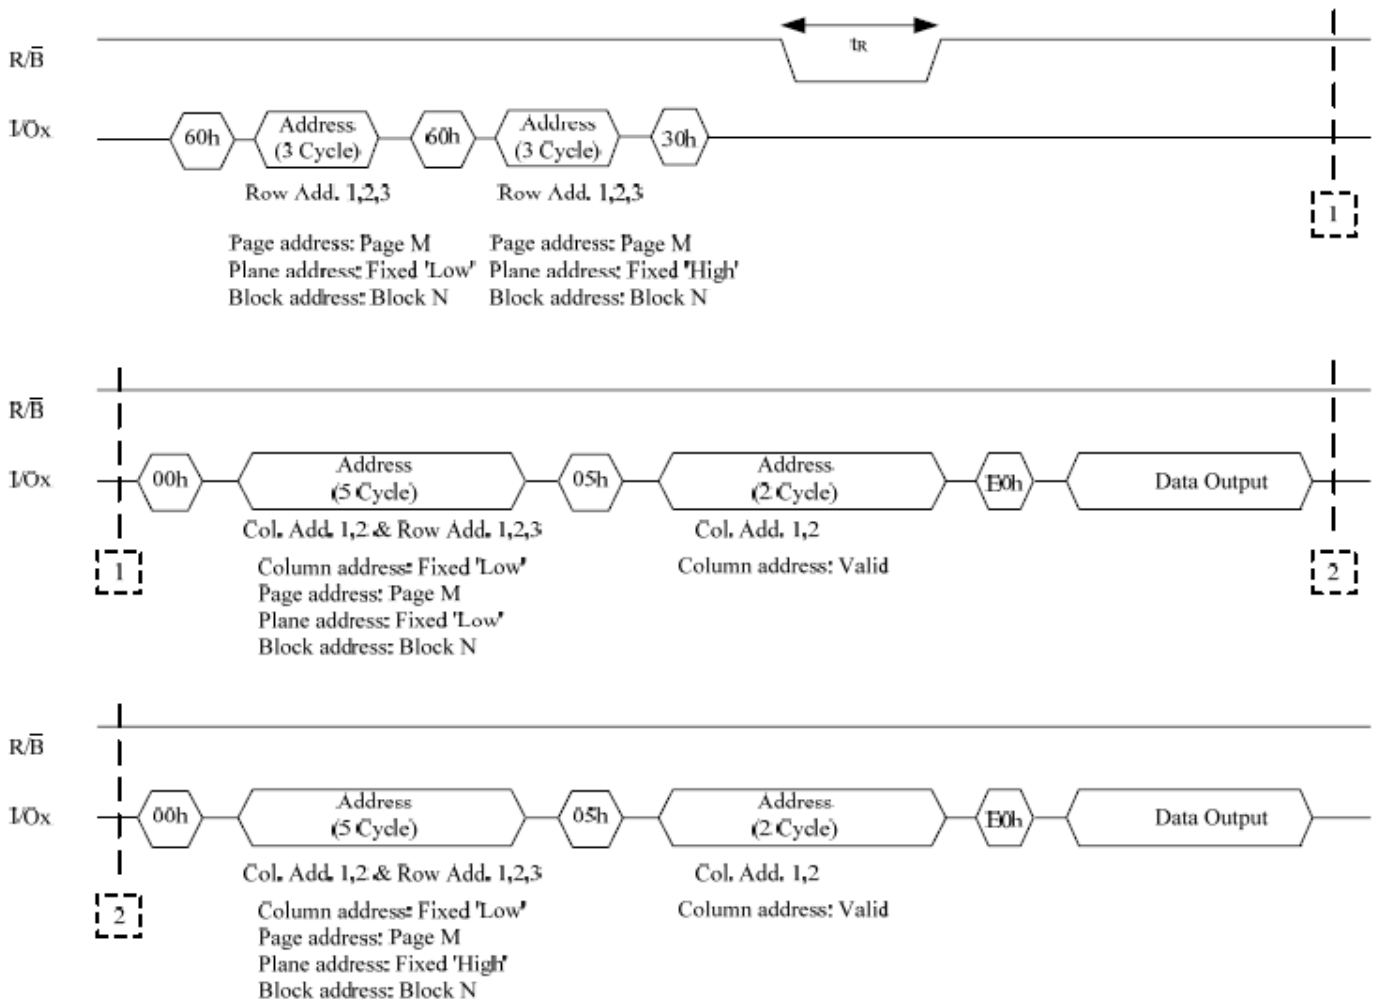 R/B̅
tR
I/Ox
60h
Address
(3 Cycle)
60h
Address
(3 Cycle)
30h
Row Add. 1,2,3
Row Add. 1,2,3
1
Page address: Page M
Plane address: Fixed 'Low'
Block address: Block N
Page address: Page M
Plane address: Fixed 'High'
Block address: Block N
R/B̅
I/Ox
00h
Address
(5 Cycle)
05h
Address
(2 Cycle)
E0h
Data Output
Col. Add. 1,2 & Row Add. 1,2,3
Col. Add. 1,2
1
Column address: Fixed 'Low'
Page address: Page M
Plane address: Fixed 'Low'
Block address: Block N
Column address: Valid
2
R/B̅
I/Ox
00h
Address
(5 Cycle)
05h
Address
(2 Cycle)
E0h
Data Output
Col. Add. 1,2 & Row Add. 1,2,3
Col. Add. 1,2
2
Column address: Fixed 'Low'
Page address: Page M
Plane address: Fixed 'High'
Block address: Block N
Column address: Valid